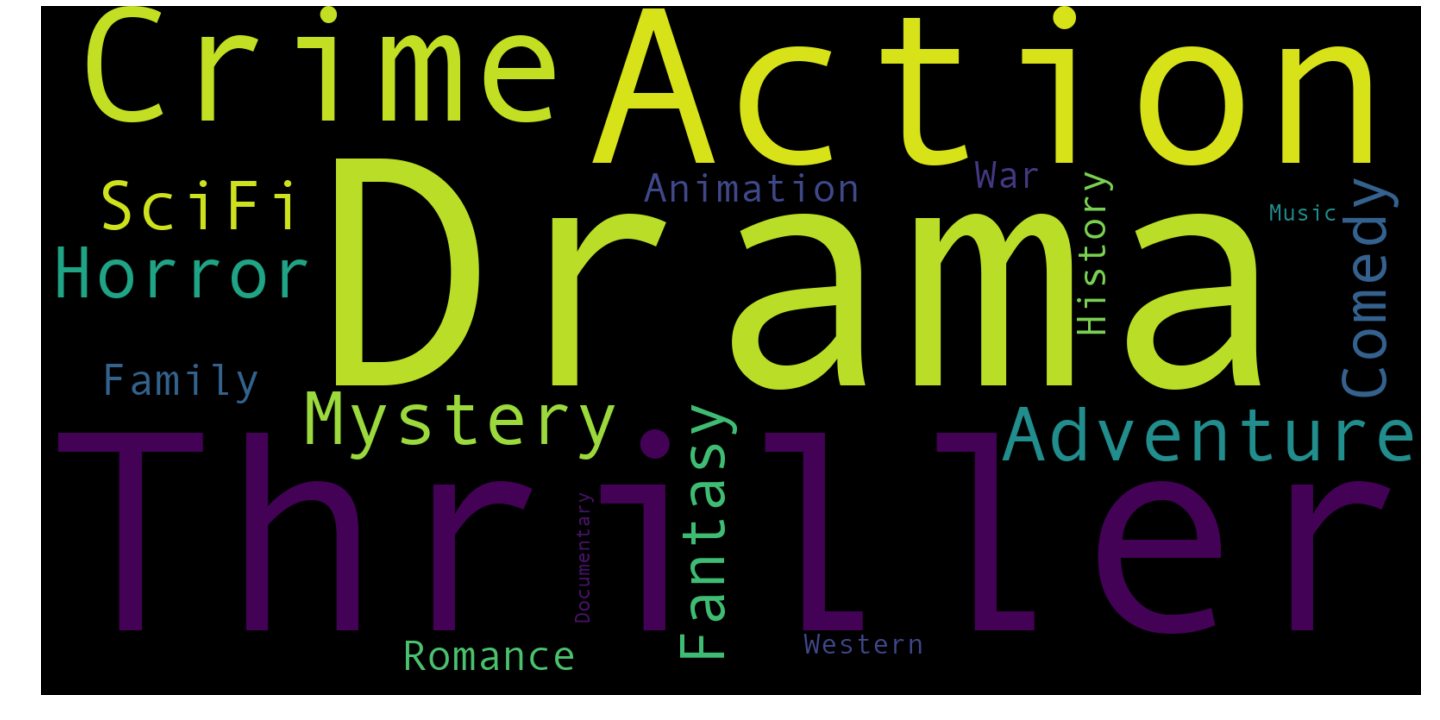 Crime
Action
Drama
SciFi
Animation
War
History
Music
Comedy
Horror
Family
Mystery
Adventure
Thriller
Fantasy
Documentary
Romance
Western